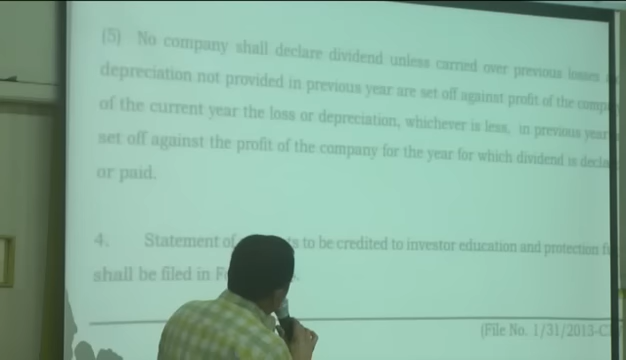 (5) No company shall declare dividend unless carried over previous losses
depreciation not provided in previous year are set off against profit of the
of the current year the loss or depreciation, whichever is less, in previous
set off against the profit of the company for the year for which dividend is
or paid.
4. Statement of to be credited to investor education and protection
shall be filed in
(File No. 1/31/2013-